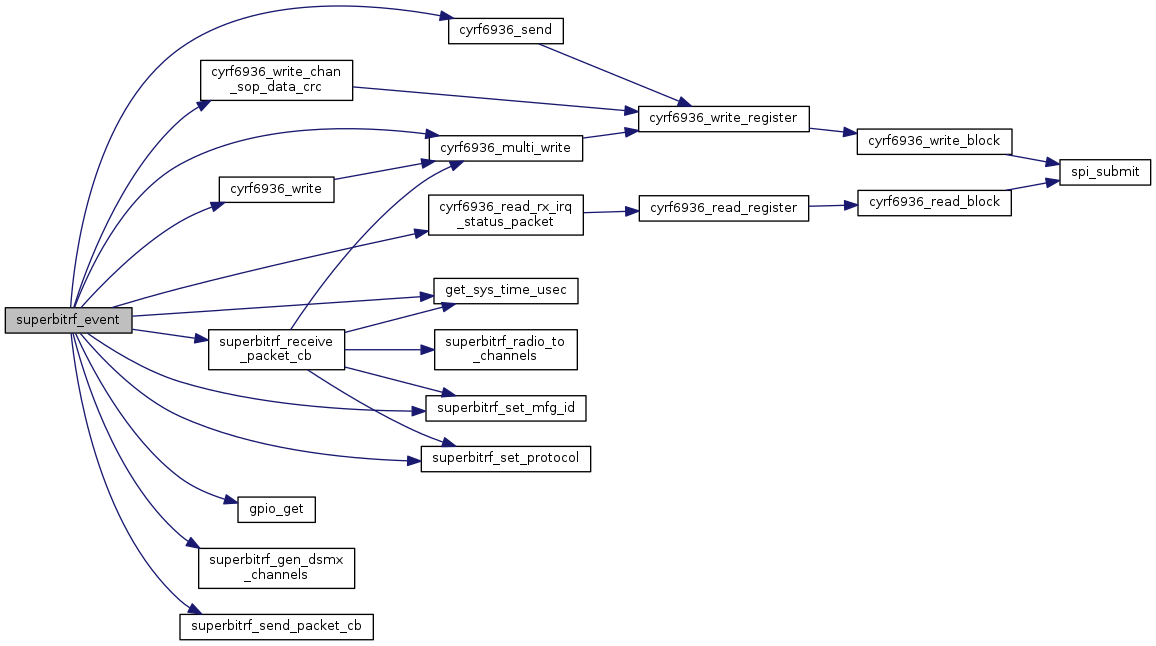 cyrf6936_send
cyrf6936_write_chan
_sop_data_crc
cyrf6936_write_register
cyrf6936_write_block
cyrf6936_multi_write
spi_submit
cyrf6936_write
cyrf6936_read_rx_irq
_status_packet
cyrf6936_read_register
cyrf6936_read_block
get_sys_time_usec
superbitrf_event
superbitrf_receive
_packet_cb
superbitrf_radio_to
_channels
superbitrf_set_mfg_id
superbitrf_set_protocol
gpio_get
superbitrf_gen_dsmx
_channels
superbitrf_send_packet_cb